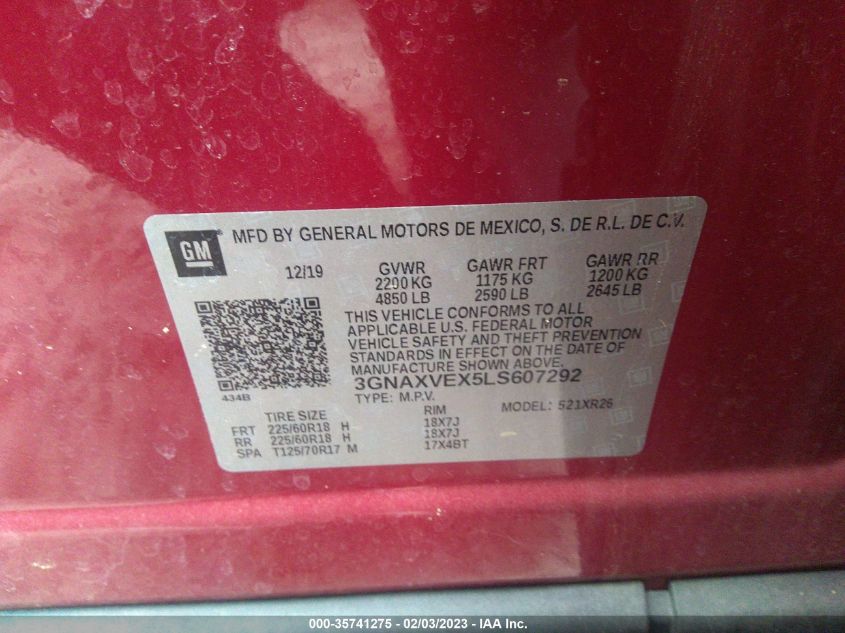 GM
MFD BY GENERAL MOTORS DE MEXICO, S. DE R.L. DE C.V.
12/19 GVWR GAWR FRT GAWR RR
2200 KG 1175 KG 1200 KG
4850 LB 2590 LB 2645 LB
THIS VEHICLE CONFORMS TO ALL
APPLICABLE U.S. FEDERAL MOTOR
VEHICLE SAFETY AND THEFT PREVENTION
STANDARDS IN EFFECT ON THE DATE OF
MANUFACTURE SHOWN ABOVE.
434B 3GNAXVEX5LS607292
TYPE: M.P.V. MODEL: 521XR26
TIRE SIZE RIM
FRT 225/60R18 H 18X7J
RR 225/60R18 H 18X7J
SPA T125/70R17 M 17X4BT
000-35741275 - 02/03/2023 - IAA Inc.